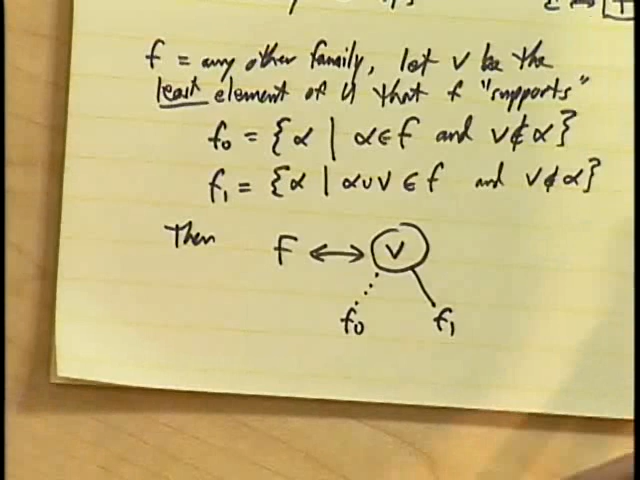 f = any other family, let v be the
least element of U that f "supports"
f₀ = {α | α∈f and v∉α}
f₁ = {α | α∪v ∈ f and v∉α}
Then f ↔ v
f₀ f₁